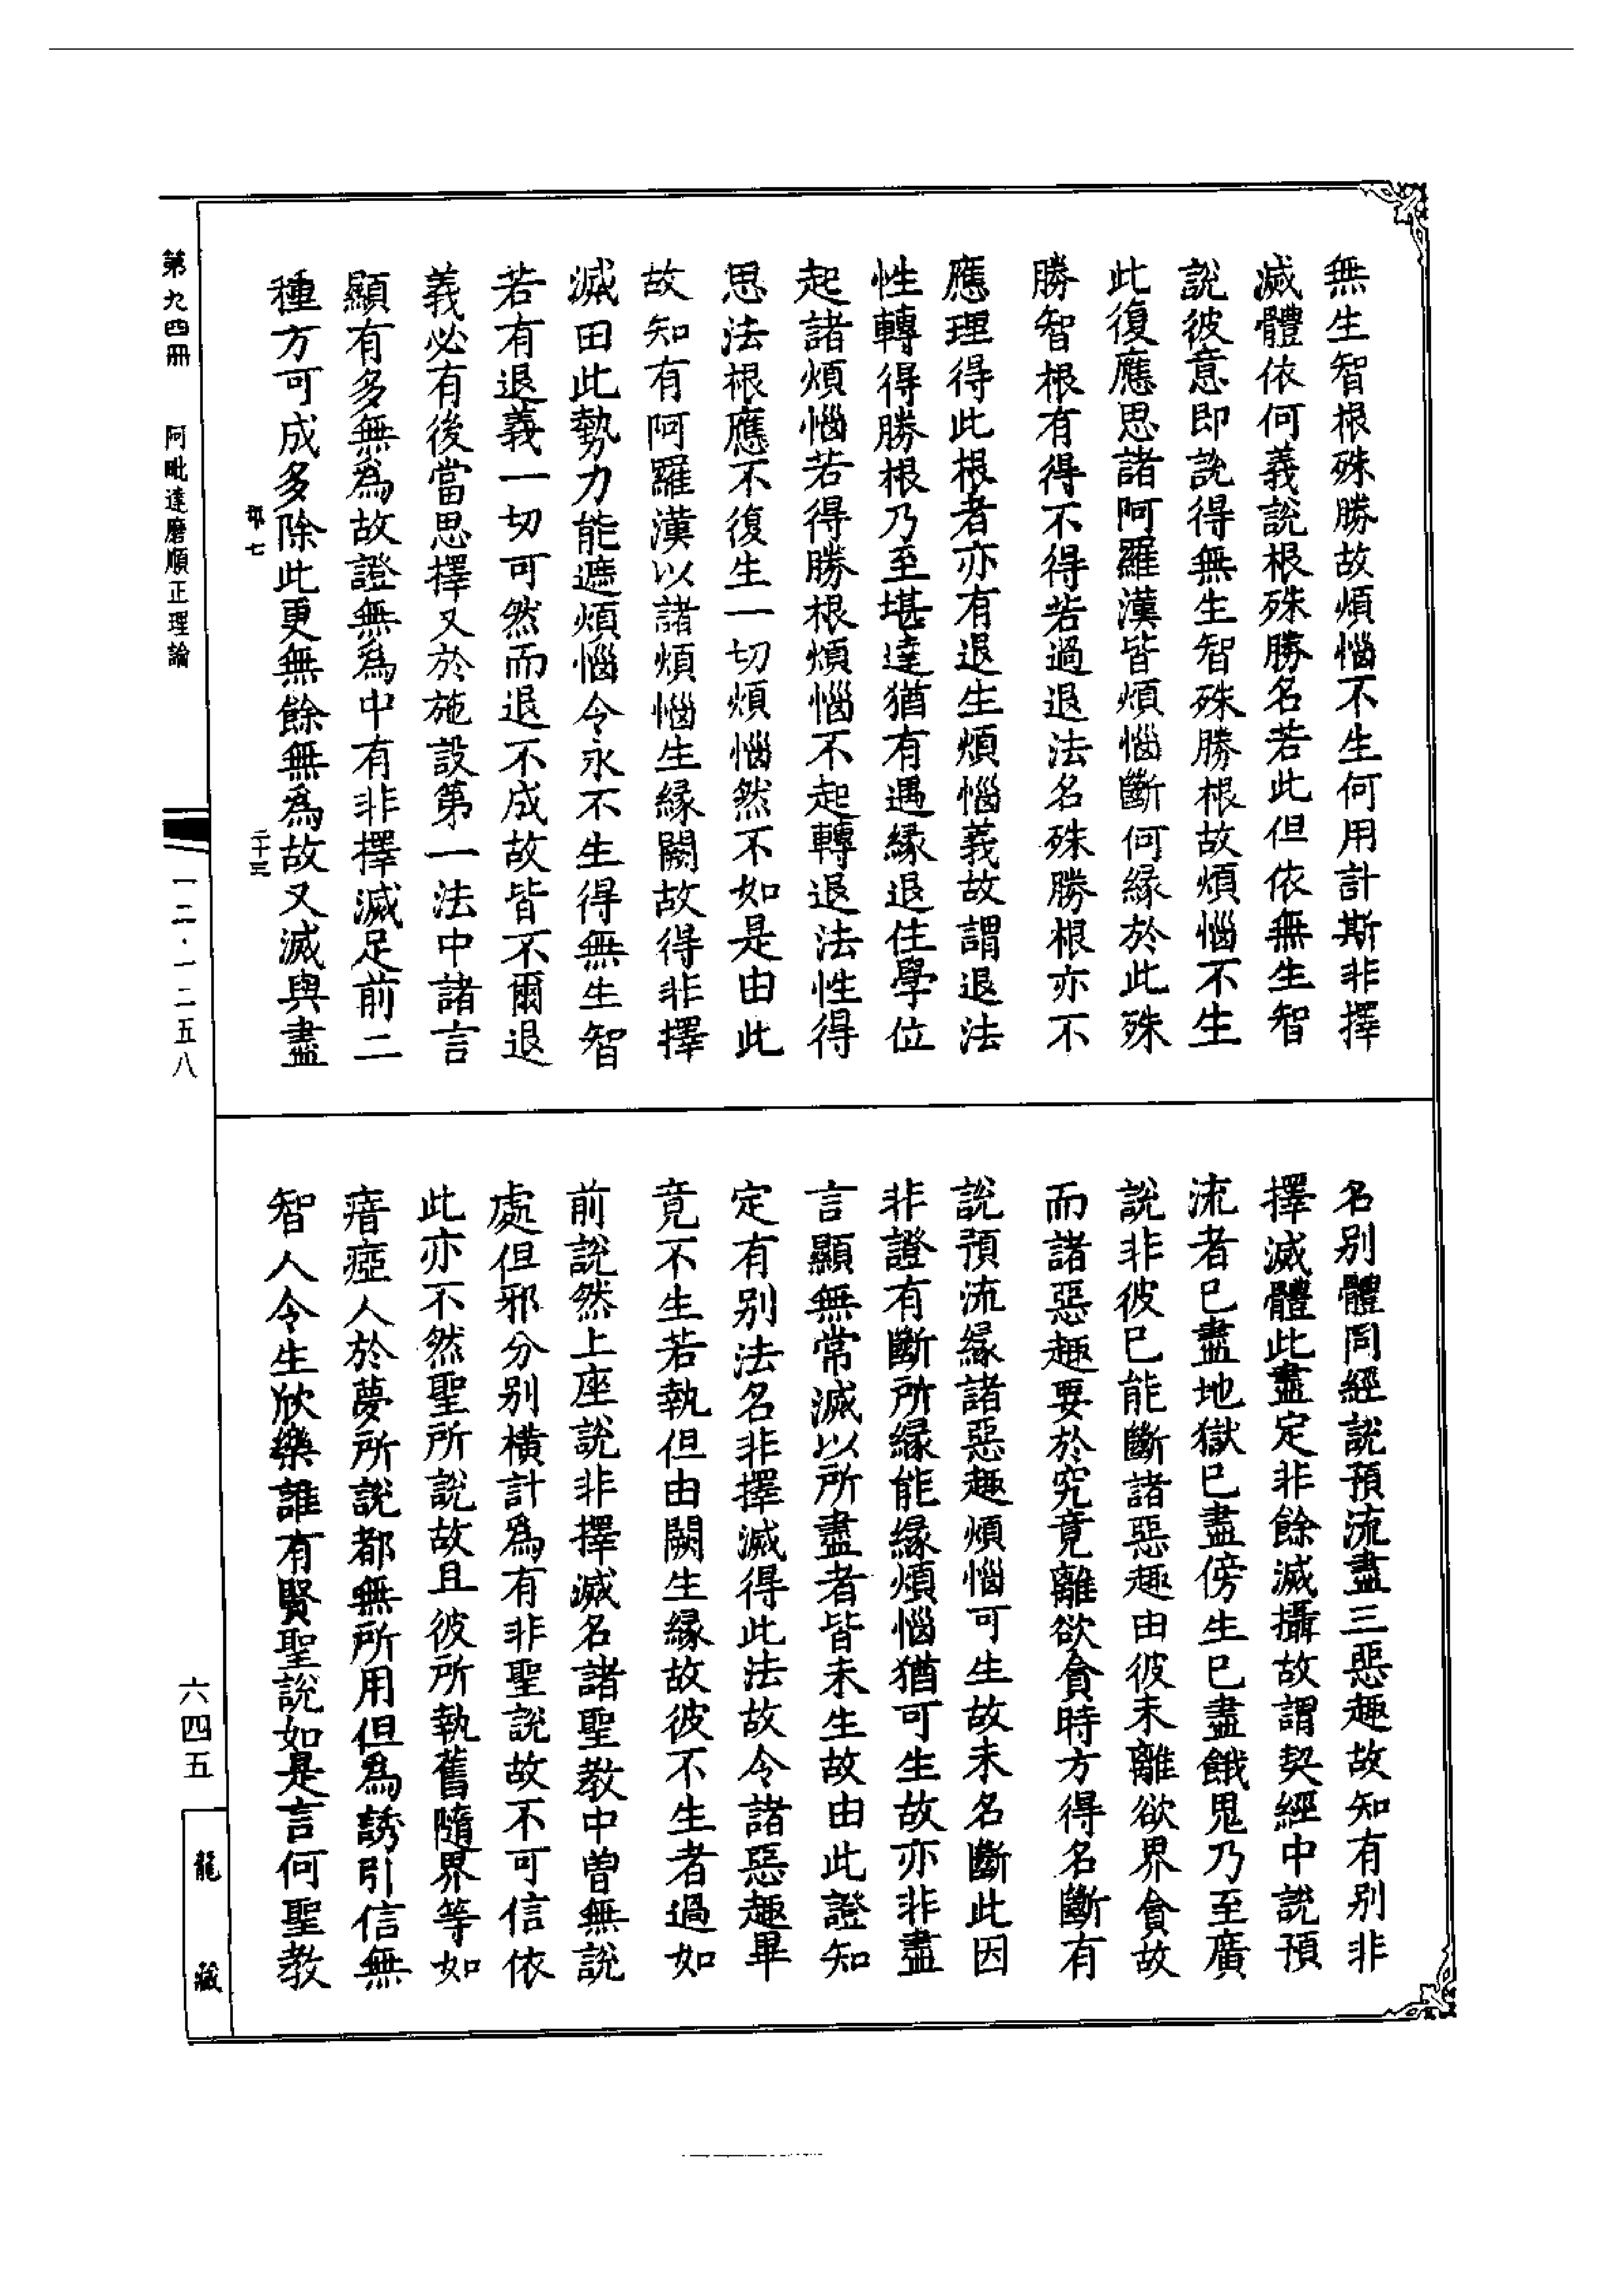 無生智根殊勝故煩惱不生何用計斯非擇
滅體依何義說根殊勝名若此但依無生智
說彼意即說得無生智殊勝根故煩惱不生
此復應思諸阿羅漢皆煩惱斷何緣於此殊
勝智根有得不得若過退法名殊勝根亦不
應理得此根者亦有退生煩惱義故謂退法
性轉得勝根乃至堪達猶有遇緣退住學位
起諸煩惱若得勝根煩惱不起轉退法性得
思法根應不復生一切煩惱然不如是由此
故知有阿羅漢以諸煩惱生緣闕故得非擇
滅田此勢力能遮煩惱令永不生得無生智
若有退義一切可然而退不成故皆不爾退
義必有後當思擇又於施設第一法中諸言
顯有多無為故證無為中有非擇滅足前二
種方可成多除此更無餘無為故又滅與盡
名別體同經說預流盡三惡趣故知有別非
擇滅體此盡定非餘滅攝故謂契經中說預
流者已盡地獄已盡傍生已盡餓鬼乃至廣
說非彼已能斷諸惡趣由彼未離欲界貪故
而諸惡趣要於究竟離欲貪時方得名斷有
說預流緣諸惡趣煩惱可生故未名斷此因
非證有斷所緣能緣煩惱猶可生故亦非盡
言顯無常滅以所盡者皆未生故由此證知
定有別法名非擇滅得此法故令諸惡趣畢
竟不生若執但由闕生緣故彼不生者過如
前說然上座說非擇滅名諸聖教中曾無說
處但邪分別橫計為有非聖說故不可信依
此亦不然聖所說故且彼所執舊隨界等如
瘖瘂人於夢所說都無所用但為誘引信無
智人令生欣樂誰有賢聖說如是言何聖教
第九四冊　阿毗達磨順正理論
郡七　二十三
一二·一二五八
六四五
龍藏